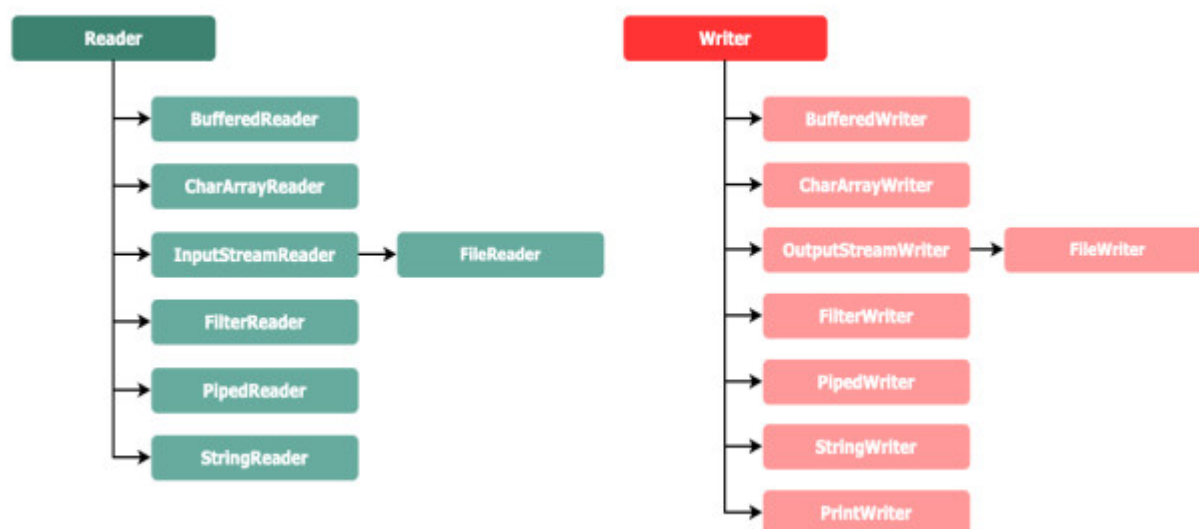 Reader
BufferedReader
CharArrayReader
InputStreamReader
FileReader
FilterReader
PipedReader
StringReader
Writer
BufferedWriter
CharArrayWriter
OutputStreamWriter
FileWriter
FilterWriter
PipedWriter
StringWriter
PrintWriter